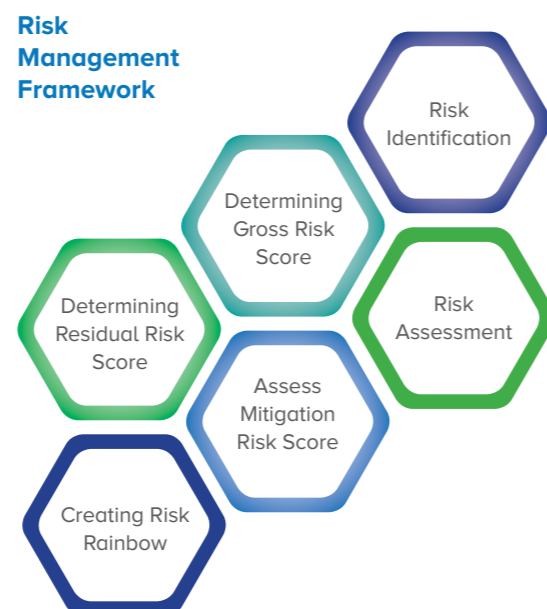 Risk
Management
Framework
Risk
Identification
Determining
Gross Risk
Score
Risk
Assessment
Determining
Residual Risk
Score
Assess
Mitigation
Risk Score
Creating Risk
Rainbow